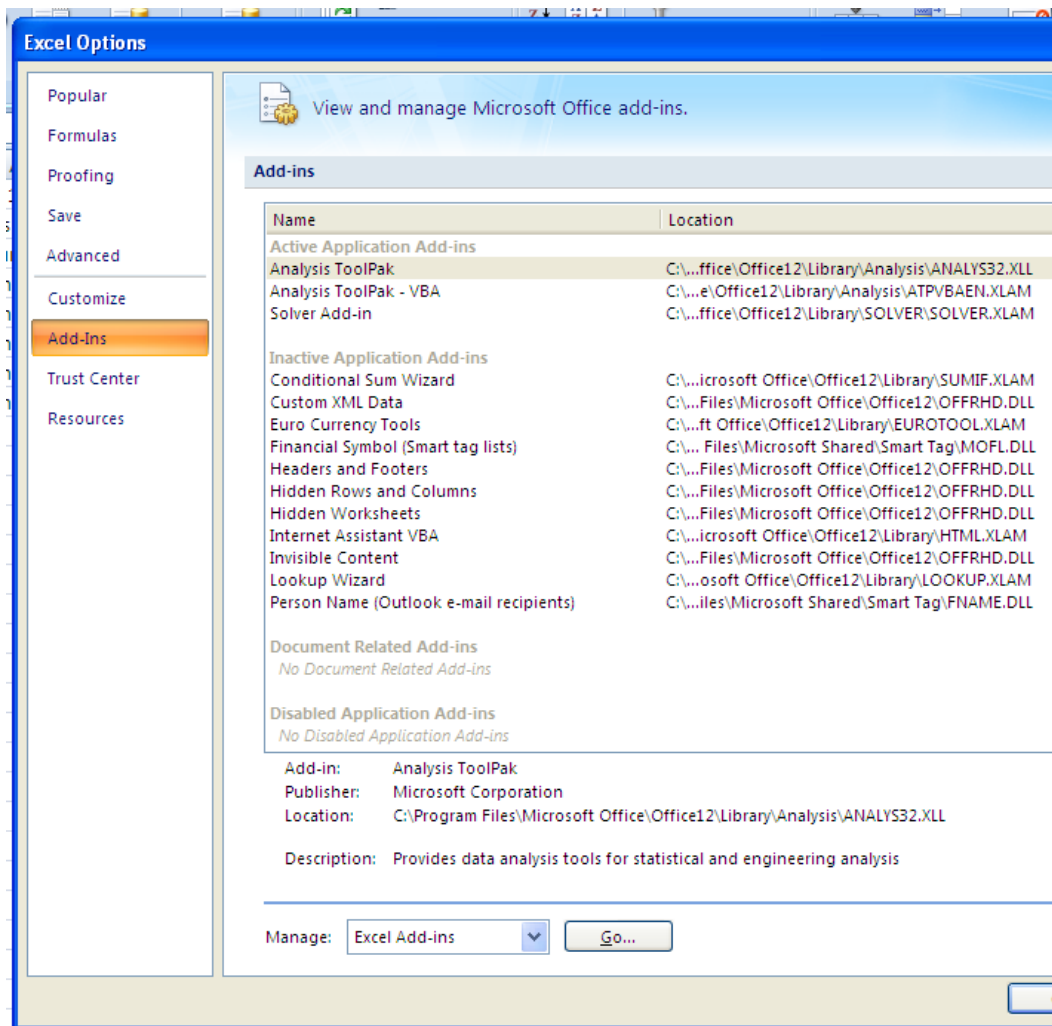 Excel Options
Popular
Formulas
Proofing
Save
Advanced
Customize
Add-Ins
Trust Center
Resources
View and manage Microsoft Office add-ins.
Add-ins
Name Location
Active Application Add-ins
Analysis ToolPak C:\...ffice\Office12\Library\Analysis\ANALYS32.XLL
Analysis ToolPak - VBA C:\...e\Office12\Library\Analysis\ATPVBAEN.XLAM
Solver Add-in C:\...ffice\Office12\Library\SOLVER\SOLVER.XLAM
Inactive Application Add-ins
Conditional Sum Wizard C:\...icrosoft Office\Office12\Library\SUMIF.XLAM
Custom XML Data C:\...Files\Microsoft Office\Office12\OFFRHD.DLL
Euro Currency Tools C:\...ft Office\Office12\Library\EUROTOOL.XLAM
Financial Symbol (Smart tag lists) C:\... Files\Microsoft Shared\Smart Tag\MOFL.DLL
Headers and Footers C:\...Files\Microsoft Office\Office12\OFFRHD.DLL
Hidden Rows and Columns C:\...Files\Microsoft Office\Office12\OFFRHD.DLL
Hidden Worksheets C:\...Files\Microsoft Office\Office12\OFFRHD.DLL
Internet Assistant VBA C:\...icrosoft Office\Office12\Library\HTML.XLAM
Invisible Content C:\...Files\Microsoft Office\Office12\OFFRHD.DLL
Lookup Wizard C:\...osoft Office\Office12\Library\LOOKUP.XLAM
Person Name (Outlook e-mail recipients) C:\...iles\Microsoft Shared\Smart Tag\FNAME.DLL
Document Related Add-ins
No Document Related Add-ins
Disabled Application Add-ins
No Disabled Application Add-ins
Add-in: Analysis ToolPak
Publisher: Microsoft Corporation
Location: C:\Program Files\Microsoft Office\Office12\Library\Analysis\ANALYS32.XLL
Description: Provides data analysis tools for statistical and engineering analysis
Manage: Excel Add-ins Go...